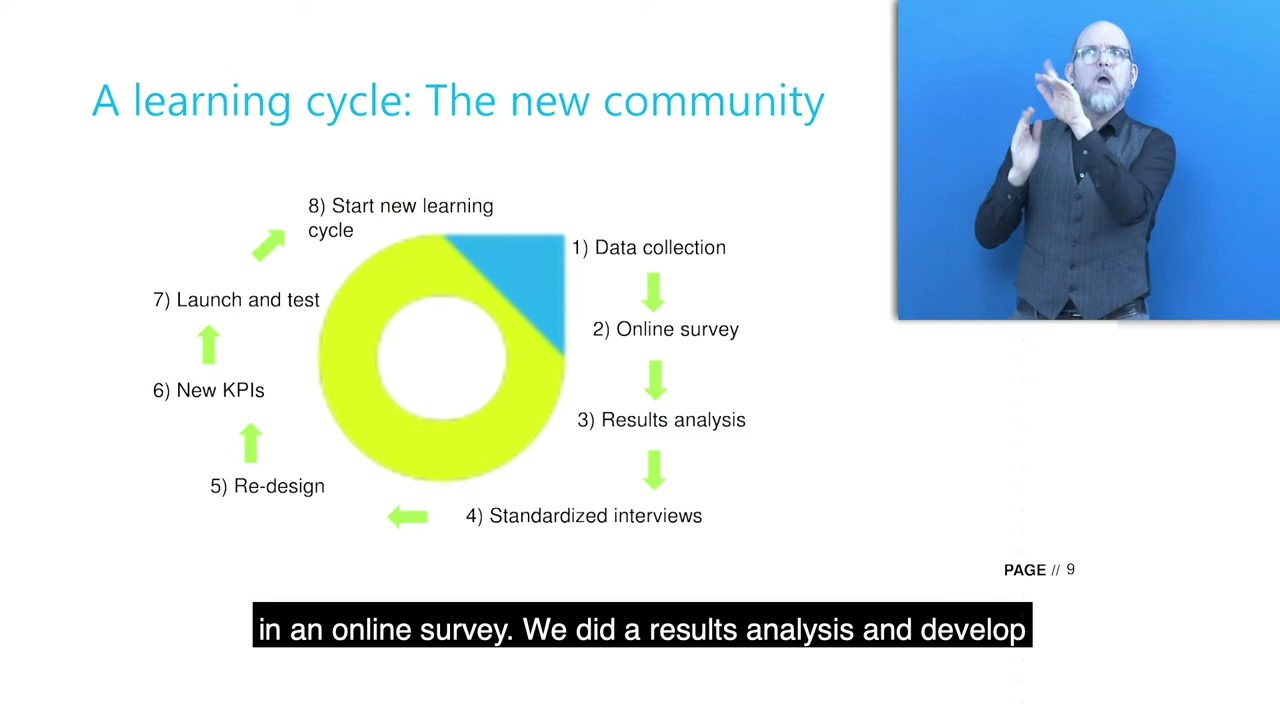 A learning cycle: The new community
8) Start new learning
cycle
1) Data collection
7) Launch and test
2) Online survey
6) New KPIs
3) Results analysis
5) Re-design
4) Standardized interviews
PAGE // 9
in an online survey. We did a results analysis and develop